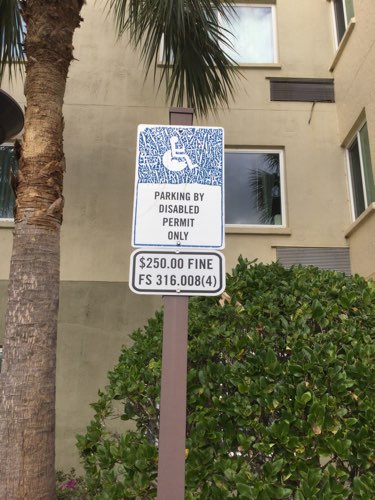 PARKING BY
DISABLED
PERMIT
ONLY
$250.00 FINE
FS 316.008(4)